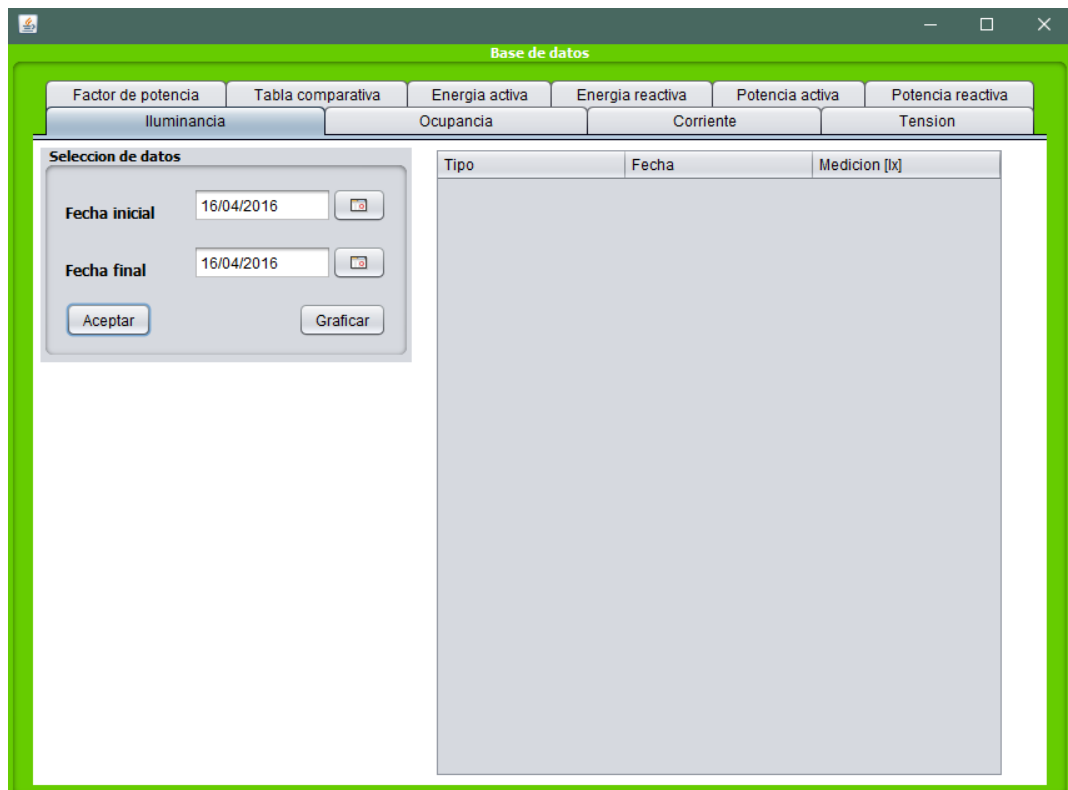 Base de datos
Factor de potencia Tabla comparativa Energia activa Energia reactiva Potencia activa Potencia reactiva
Iluminancia Ocupancia Corriente Tension
Seleccion de datos
Fecha inicial 16/04/2016
Fecha final 16/04/2016
Aceptar Graficar
Tipo Fecha Medicion [lx]